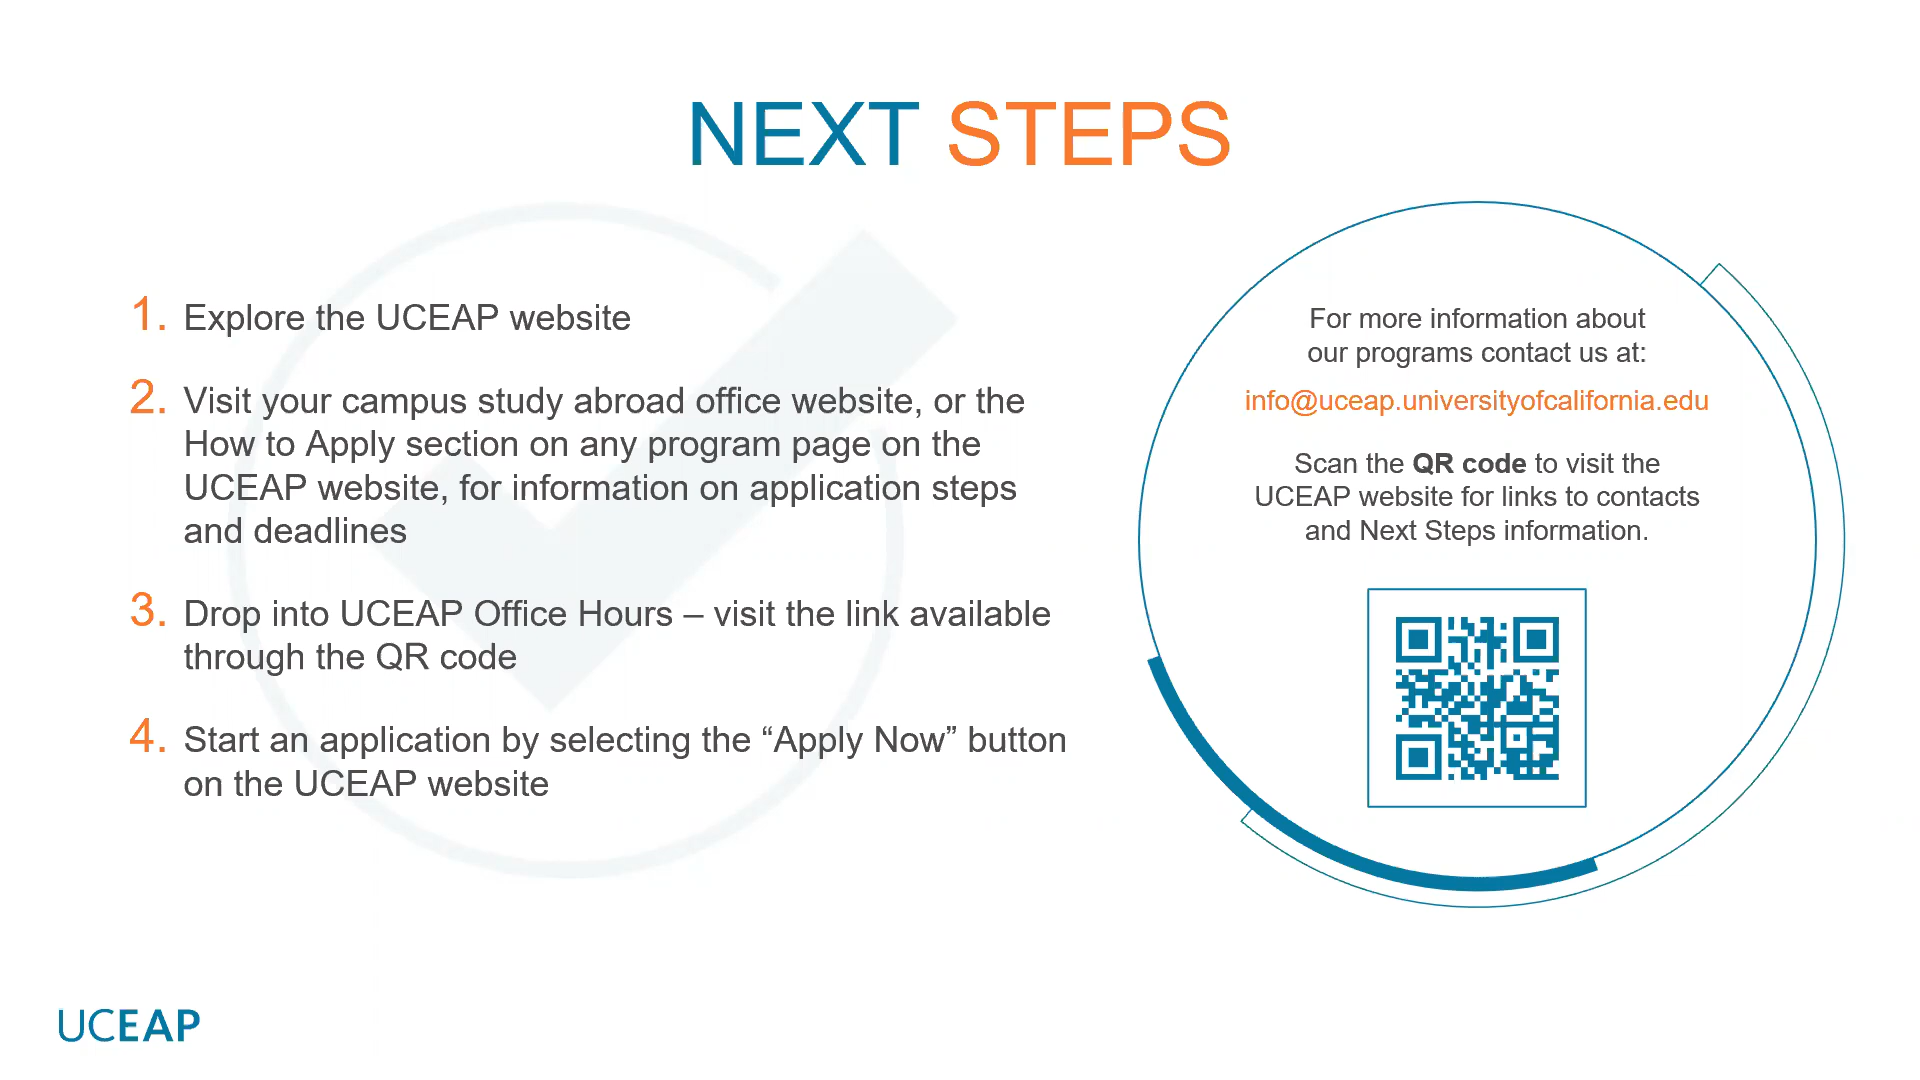 NEXT STEPS
1. Explore the UCEAP website
2. Visit your campus study abroad office website, or the
How to Apply section on any program page on the
UCEAP website, for information on application steps
and deadlines
3. Drop into UCEAP Office Hours – visit the link available
through the QR code
4. Start an application by selecting the “Apply Now” button
on the UCEAP website
For more information about
our programs contact us at:
info@uceap.universityofcalifornia.edu
Scan the QR code to visit the
UCEAP website for links to contacts
and Next Steps information.
UCEAP